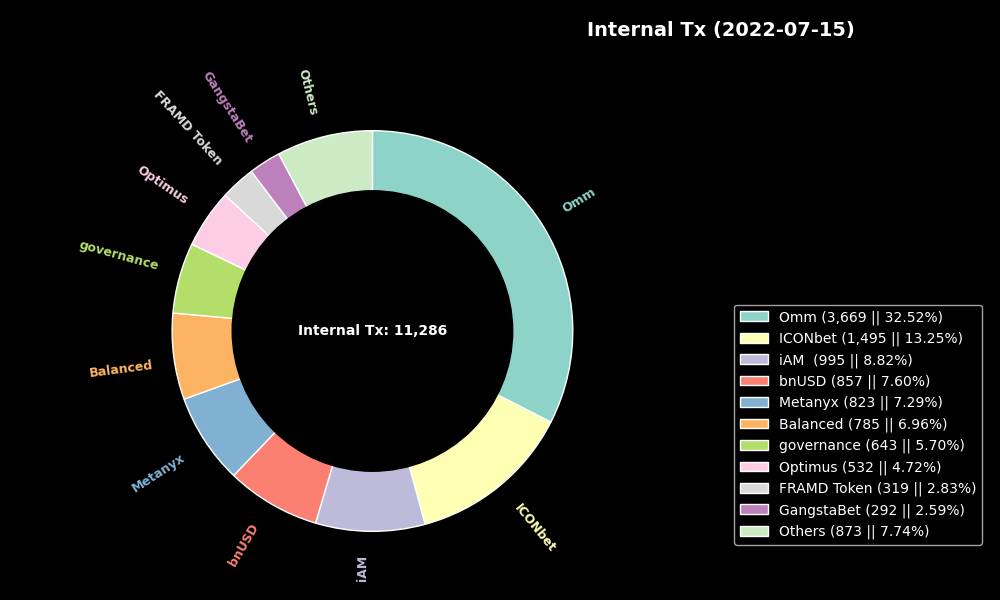 Internal Tx (2022-07-15)
Others
GangstaBet
FRAMD Token
Optimus
Omm
governance
Internal Tx: 11,286
Balanced
Metanyx
ICONbet
bnUSD
iAM
Omm (3,669 || 32.52%)
ICONbet (1,495 || 13.25%)
iAM  (995 || 8.82%)
bnUSD (857 || 7.60%)
Metanyx (823 || 7.29%)
Balanced (785 || 6.96%)
governance (643 || 5.70%)
Optimus (532 || 4.72%)
FRAMD Token (319 || 2.83%)
GangstaBet (292 || 2.59%)
Others (873 || 7.74%)